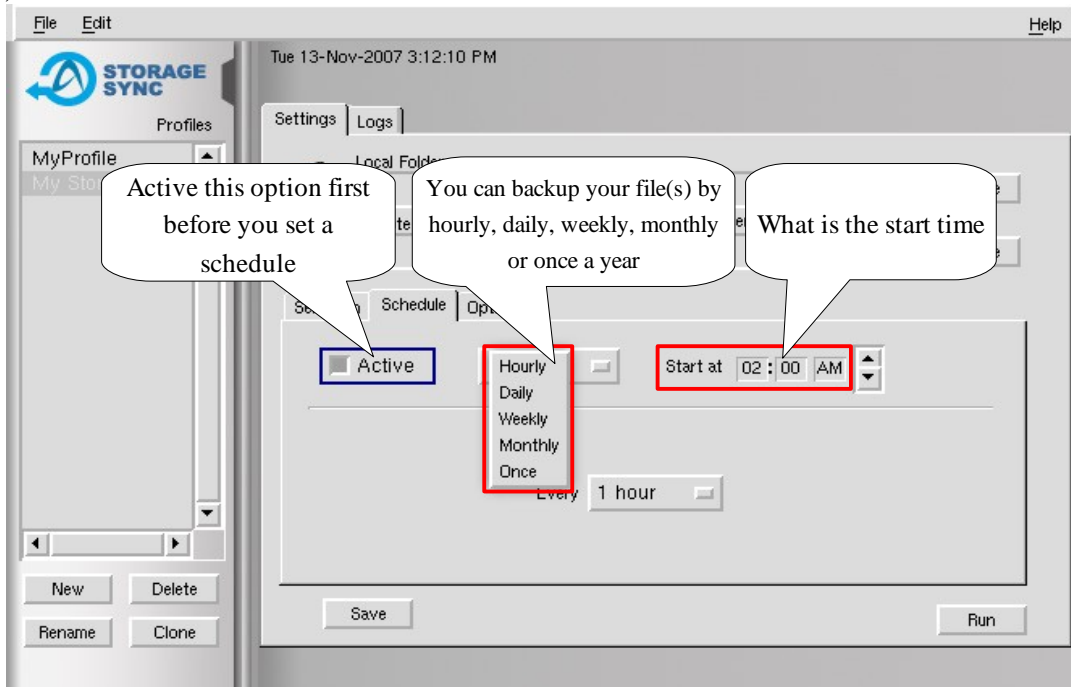 File Edit Help
STORAGE
SYNC
Tue 13-Nov-2007 3:12:10 PM
Profiles
Settings Logs
MyProfile
Local Folder
Active this option first
before you set a
schedule
You can backup your file(s) by
hourly, daily, weekly, monthly
or once a year
What is the start time
Schedule
Active
Hourly
Daily
Weekly
Monthly
Once
Start at 02:00 AM
Every 1 hour
New Delete
Rename Clone
Save
Run